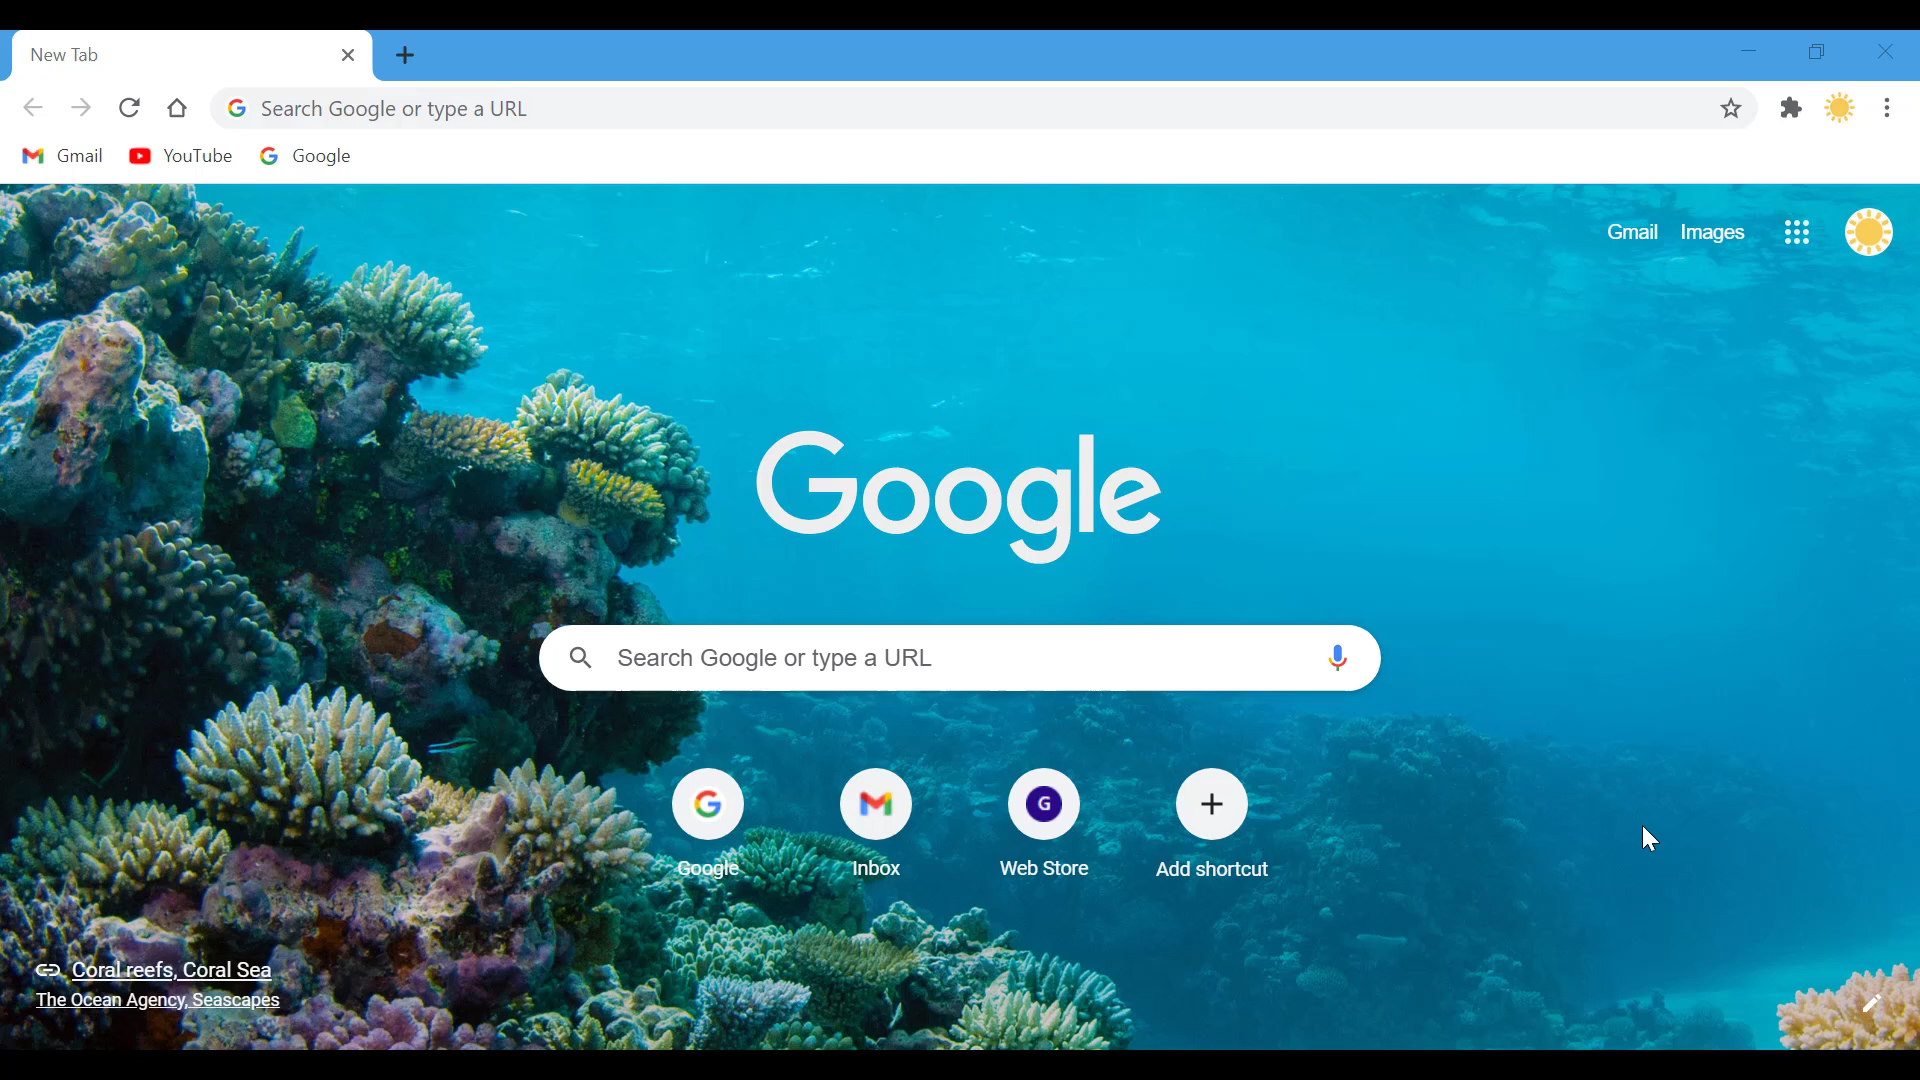 New Tab
Search Google or type a URL
Gmail YouTube Google
Gmail Images
Google
Search Google or type a URL
G
Google Inbox Web Store Add shortcut
Coral reefs, Coral Sea
The Ocean Agency, Seascapes